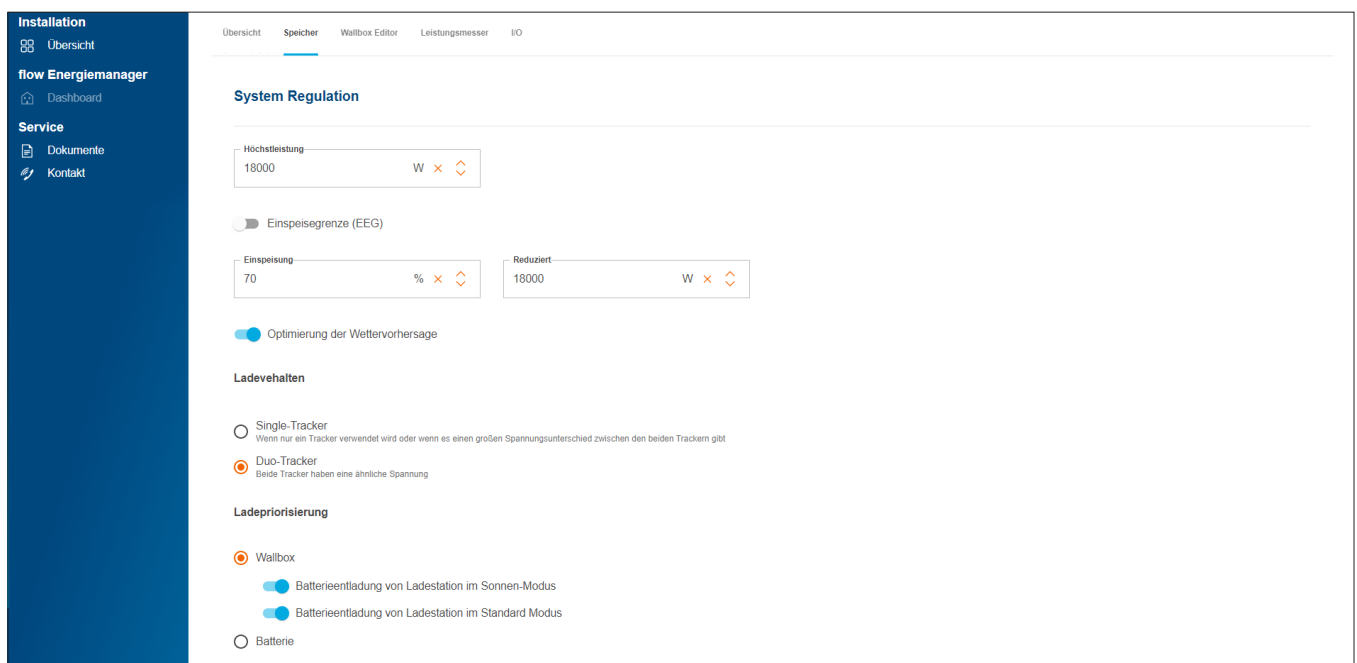 Installation
Übersicht
flow Energiemanager
Dashboard
Service
Dokumente
Kontakt
Übersicht Speicher Wallbox Editor Leistungsmesser I/O
System Regulation
Höchstleistung
18000 W
Einspeisegrenze (EEG)
Einspeisung Reduziert
70 % 18000 W
Optimierung der Wettervorhersage
Ladevehalten
Single-Tracker
Wenn nur ein Tracker verwendet wird oder wenn es einen großen Spannungsunterschied zwischen den beiden Trackern gibt
Duo-Tracker
Beide Tracker haben eine ähnliche Spannung
Ladepriorisierung
Wallbox
Batterieentladung von Ladestation im Sonnen-Modus
Batterieentladung von Ladestation im Standard Modus
Batterie